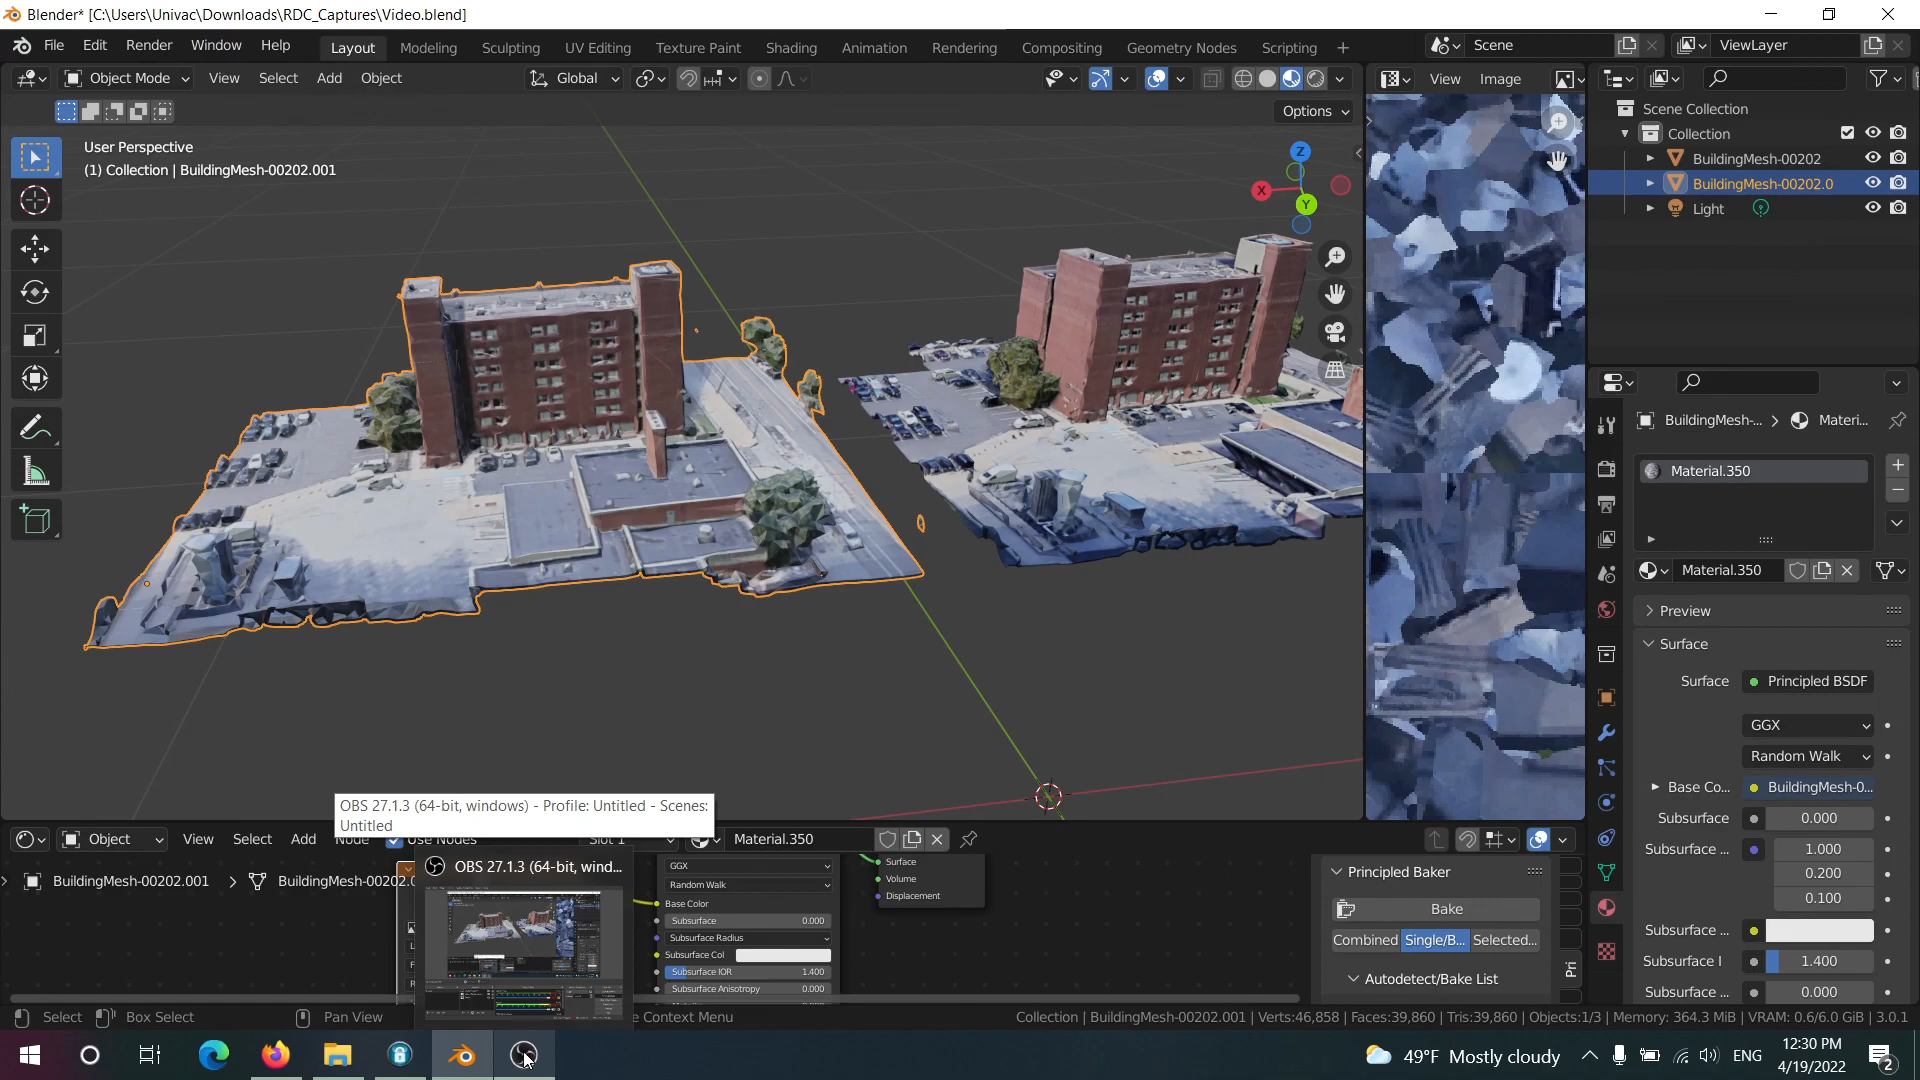 Blender* [C:\Users\Univac\Downloads\RDC_Captures\Video.blend]
File Edit Render Window Help Layout Modeling Sculpting UV Editing Texture Paint Shading Animation Rendering Compositing Geometry Nodes Scripting Scene ViewLayer
Object Mode View Select Add Object Global View Image
Options
User Perspective
(1) Collection | BuildingMesh-00202.001
Z
X
Y
Scene Collection
Collection
BuildingMesh-00202
BuildingMesh-00202.0
Light
BuildingMesh-... Materi...
Material.350
Material.350
Preview
Surface
Surface Principled BSDF
GGX
Random Walk
Base Co... BuildingMesh-0...
Subsurface 0.000
Subsurface ... 1.000
0.200
0.100
Subsurface ...
Subsurface I 1.400
Subsurface ... 0.000
OBS 27.1.3 (64-bit, windows) - Profile: Untitled - Scenes:
Untitled
Object View Select Add Node Use Nodes Slot 1 Material.350
BuildingMesh-00202.001 BuildingMesh-00202.0
OBS 27.1.3 (64-bit, wind...
GGX
Random Walk
Base Color
Subsurface 0.000
Subsurface Radius
Subsurface Col
Subsurface IOR 1.400
Subsurface Anisotropy 0.000
Surface
Volume
Displacement
Principled Baker
Bake
Combined Single/B... Selected...
Autodetect/Bake List
Pri
Select Box Select Pan View e Context Menu
Collection | BuildingMesh-00202.001 | Verts:46,858 | Faces:39,860 | Tris:39,860 | Objects:1/3 | Memory: 364.3 MiB | VRAM: 0.6/6.0 GiB | 3.0.1
49°F Mostly cloudy ENG
12:30 PM
4/19/2022
2